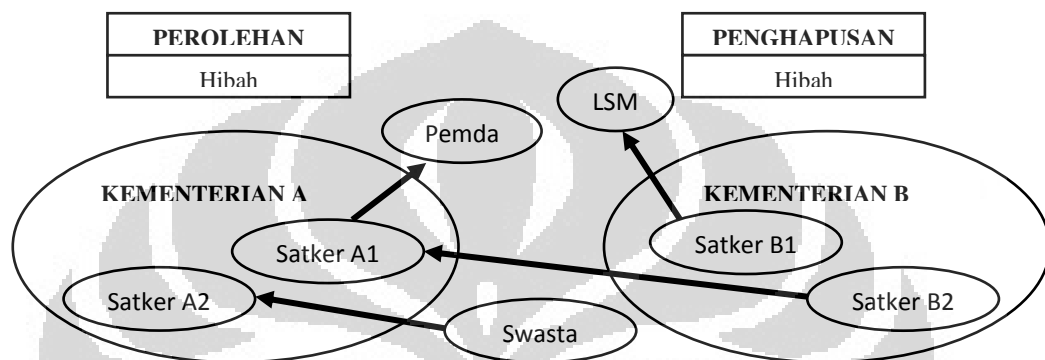 PEROLEHAN
Hibah
PENGHAPUSAN
Hibah
LSM
Pemda
KEMENTERIAN A
KEMENTERIAN B
Satker A1
Satker B1
Satker A2
Satker B2
Swasta